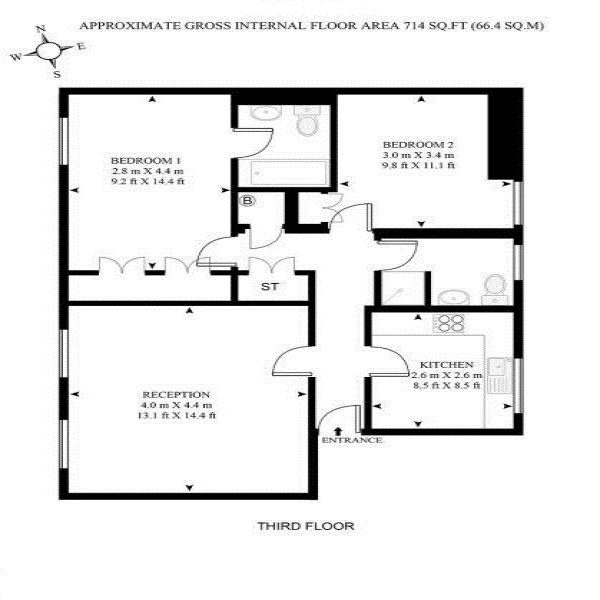 APPROXIMATE GROSS INTERNAL FLOOR AREA 714 SQ.FT (66.4 SQ.M)
N
W
E
S
BEDROOM 1
2.8 m X 4.4 m
9.2 ft X 14.4 ft
BEDROOM 2
3.0 m X 3.4 m
9.8 ft X 11.1 ft
B
ST
KITCHEN
2.6 m X 2.6 m
8.5 ft X 8.5 ft
RECEPTION
4.0 m X 4.4 m
13.1 ft X 14.4 ft
ENTRANCE
THIRD FLOOR